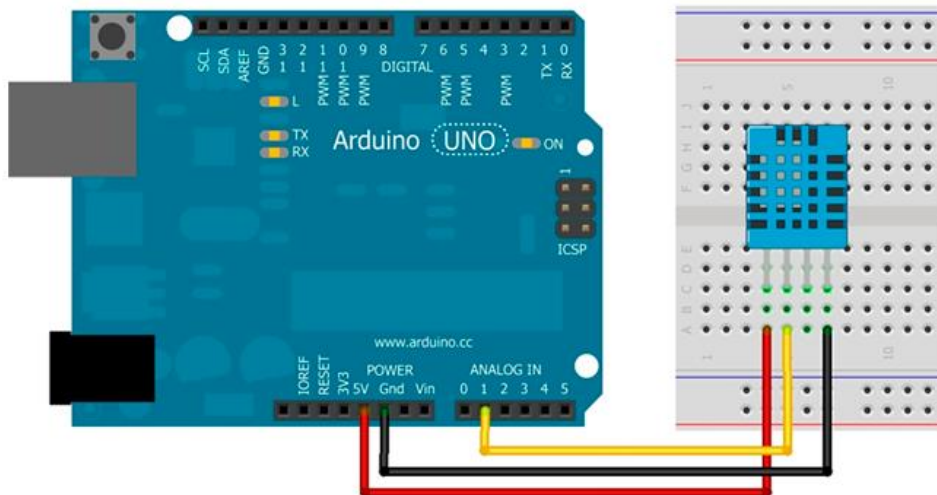 SCL
SDA
AREF
GND
13
12
PWM 11
PWM 10
PWM 9
8
DIGITAL
7
PWM 6
PWM 5
4
PWM 3
2
TX 1
RX 0
L
TX
RX
Arduino UNO
ON
1
ICSP
www.arduino.cc
POWER
ANALOG IN
IOREF
RESET
3V3
5V
Gnd
Vin
0 1 2 3 4 5
1 5 10
J
I
H
G
F
E
D
C
B
A
1 10